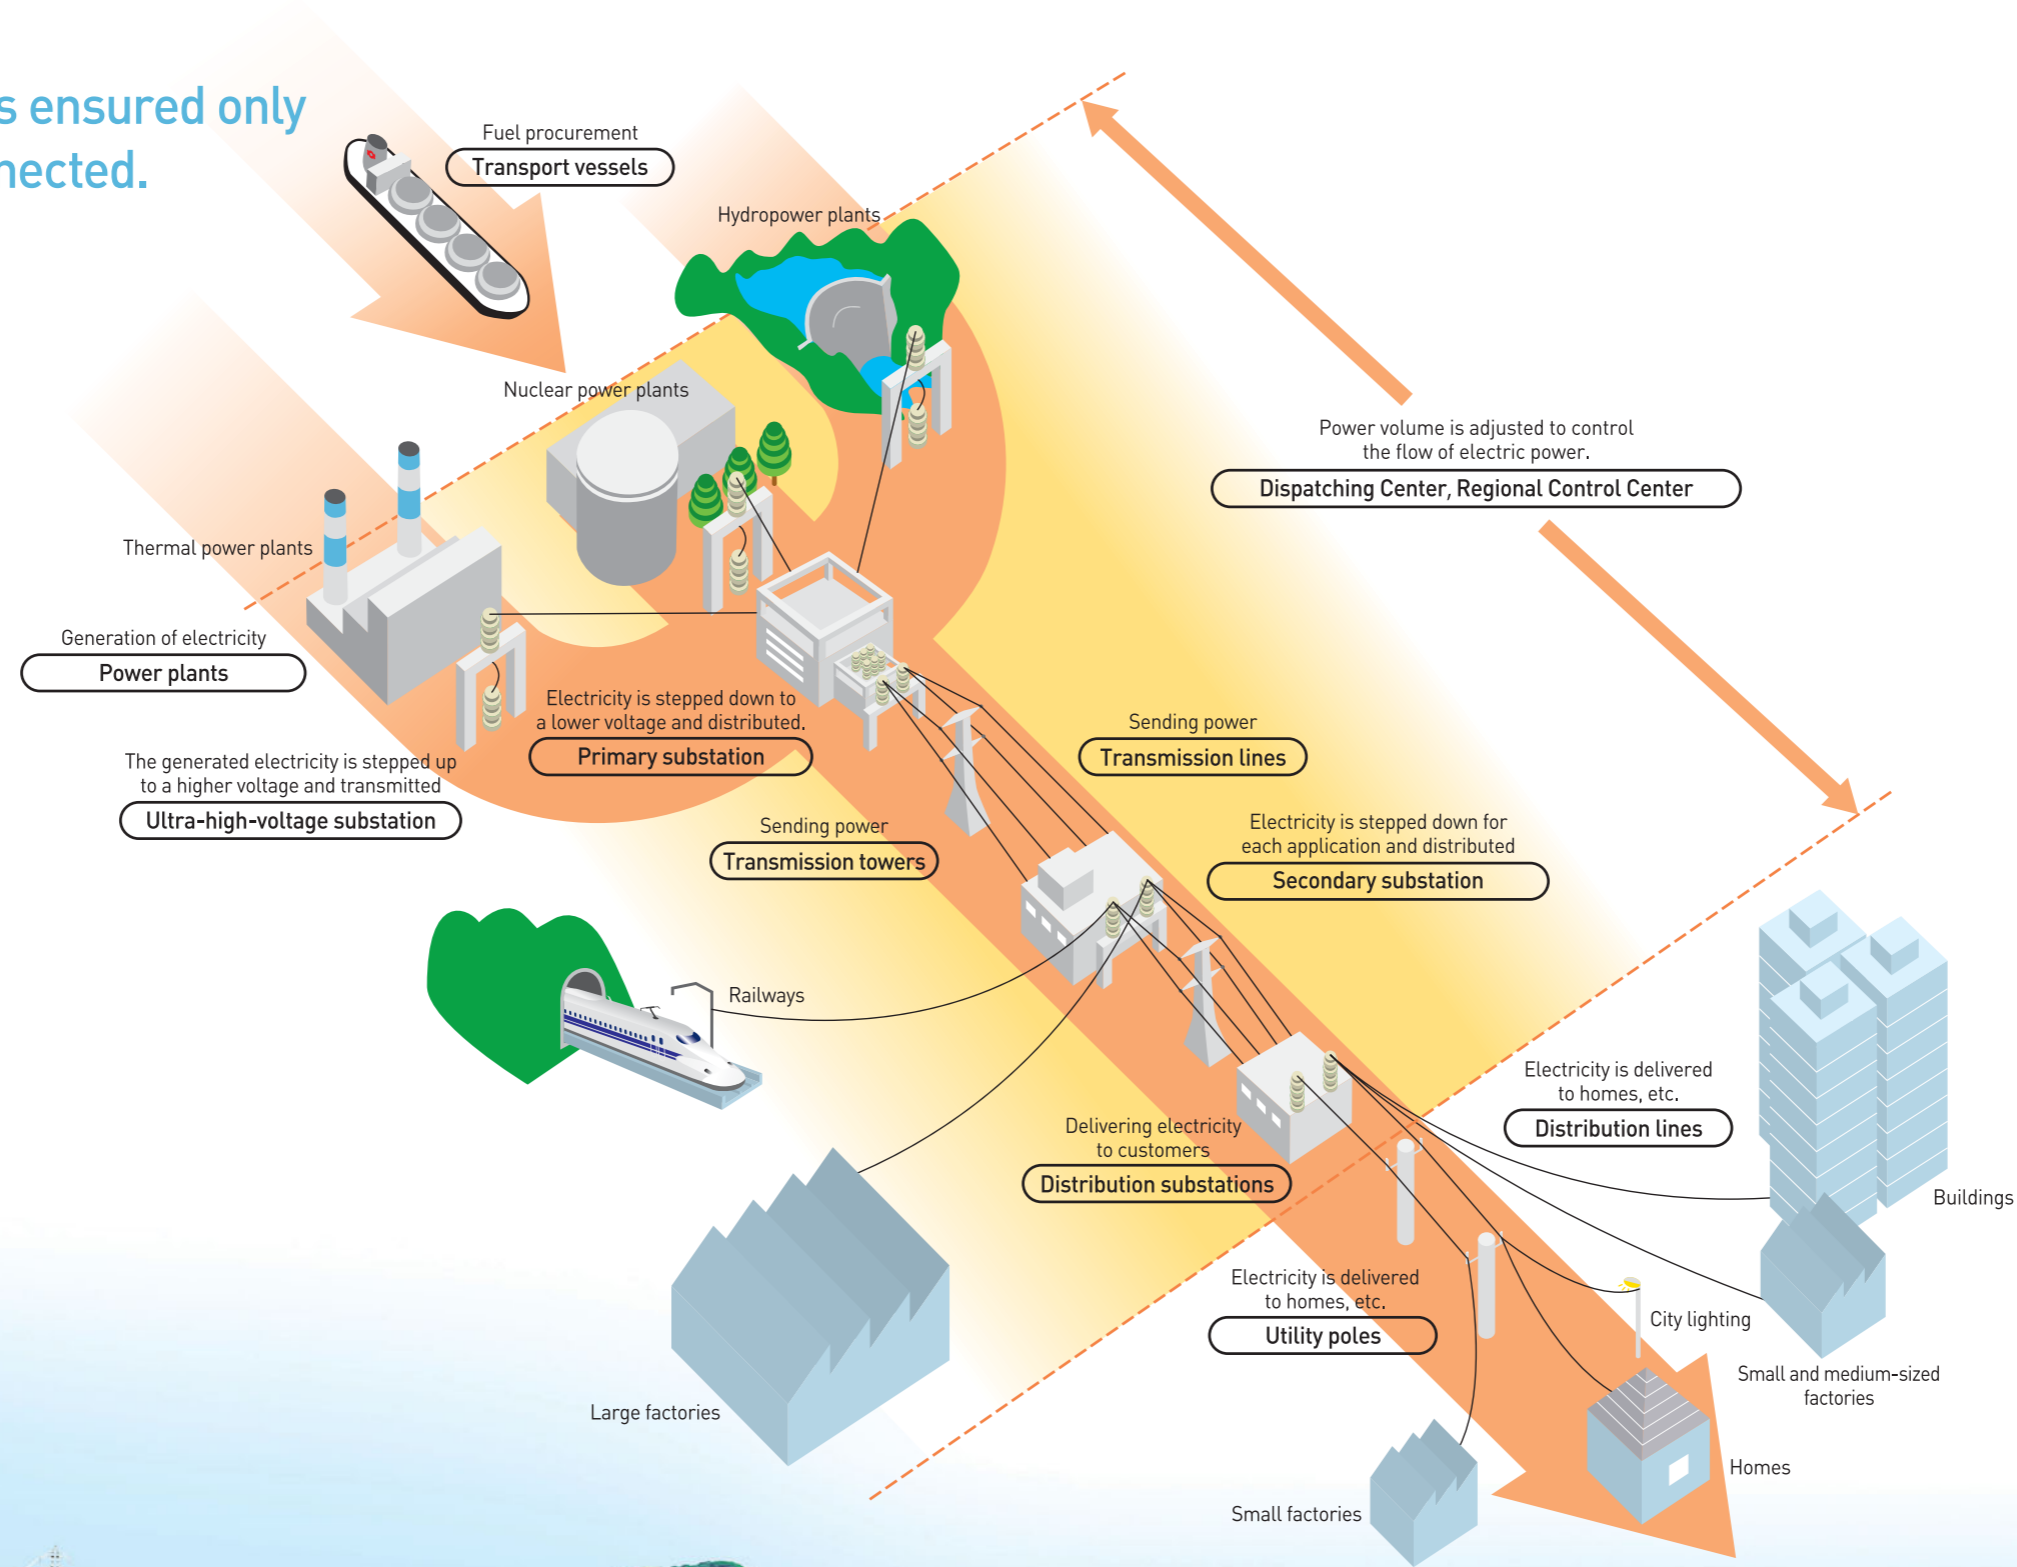 s ensured only
nected.
Fuel procurement
Transport vessels
Hydropower plants
Nuclear power plants
Power volume is adjusted to control
the flow of electric power.
Dispatching Center, Regional Control Center
Thermal power plants
Generation of electricity
Power plants
Electricity is stepped down to
a lower voltage and distributed.
Primary substation
The generated electricity is stepped up
to a higher voltage and transmitted
Ultra-high-voltage substation
Sending power
Transmission lines
Sending power
Transmission towers
Electricity is stepped down for
each application and distributed
Secondary substation
Railways
Electricity is delivered
to homes, etc.
Distribution lines
Delivering electricity
to customers
Distribution substations
Buildings
Electricity is delivered
to homes, etc.
Utility poles
City lighting
Small and medium-sized
factories
Large factories
Homes
Small factories